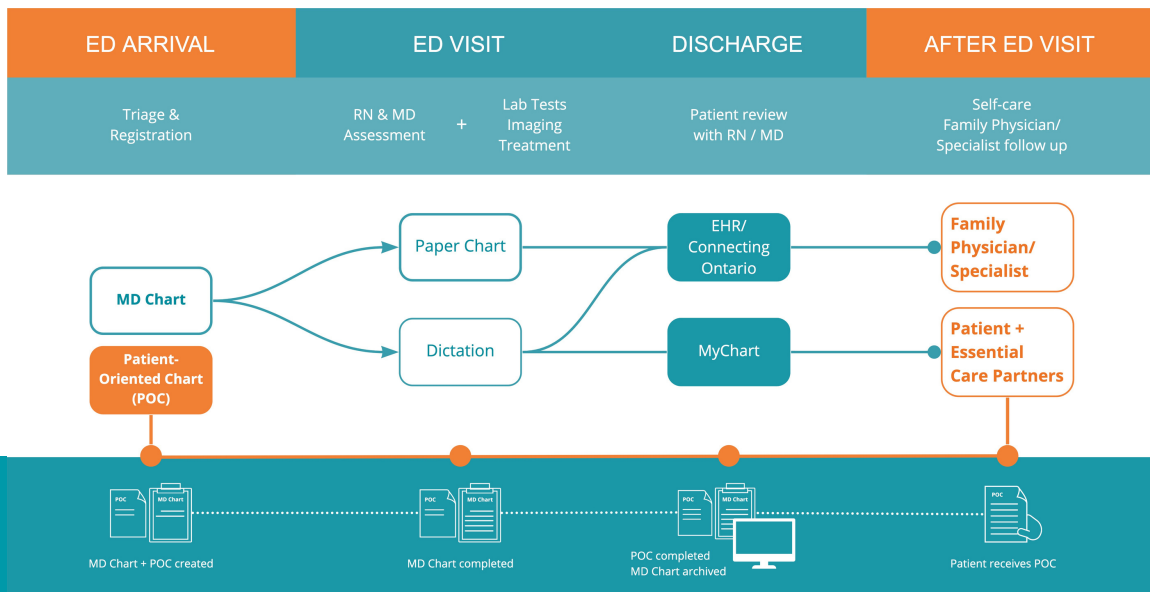 ED ARRIVAL
ED VISIT
DISCHARGE
AFTER ED VISIT
Triage &
Registration
RN & MD
Assessment
+
Lab Tests
Imaging
Treatment
Patient review
with RN / MD
Self-care
Family Physician/
Specialist follow up
MD Chart
Patient-
Oriented Chart
(POC)
Paper Chart
Dictation
EHR/
Connecting
Ontario
MyChart
Family
Physician/
Specialist
Patient +
Essential
Care Partners
POC
MD Chart
MD Chart + POC created
POC
MD Chart
MD Chart completed
POC
MD Chart
POC completed
MD Chart archived
POC
Patient receives POC